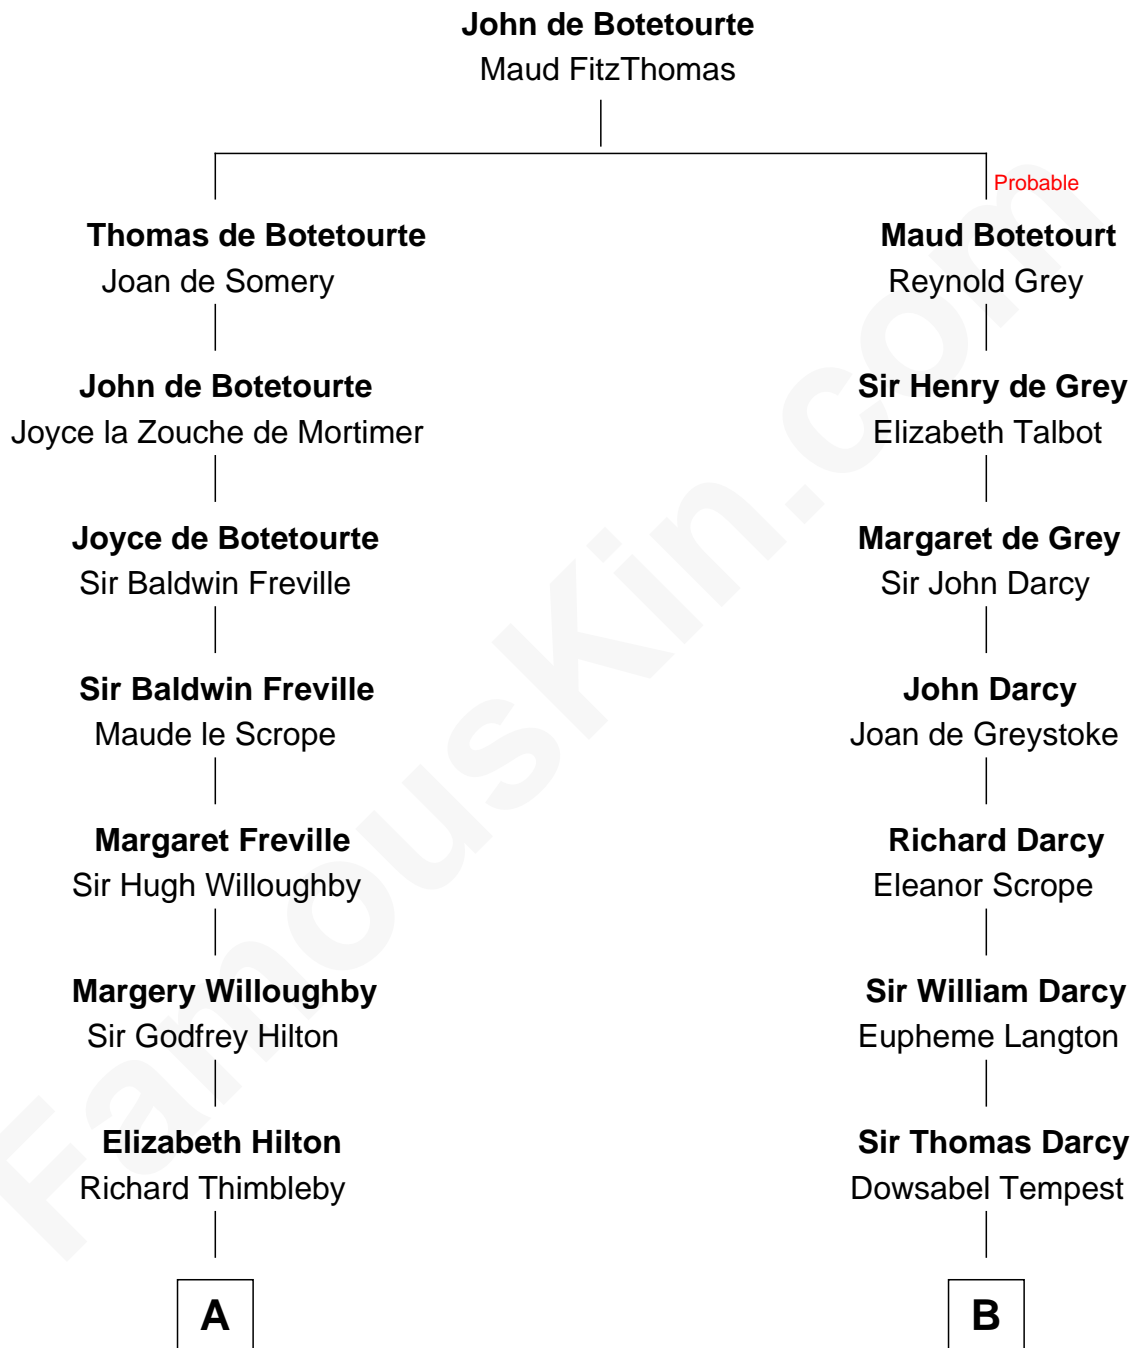 John de Botetourte
Maud FitzThomas
Probable
Thomas de Botetourte
Joan de Somery
Maud Botetourt
Reynold Grey
John de Botetourte
Joyce la Zouche de Mortimer
Sir Henry de Grey
Elizabeth Talbot
Joyce de Botetourte
Sir Baldwin Freville
Margaret de Grey
Sir John Darcy
Sir Baldwin Freville
Maude le Scrope
John Darcy
Joan de Greystoke
Margaret Freville
Sir Hugh Willoughby
Richard Darcy
Eleanor Scrope
Margery Willoughby
Sir Godfrey Hilton
Sir William Darcy
Eupheme Langton
Elizabeth Hilton
Richard Thimbleby
Sir Thomas Darcy
Dowsabel Tempest
A
B
FamousKin.com